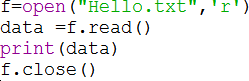 f=open("Hello.txt",'r')
data =f.read()
print(data)
f.close()